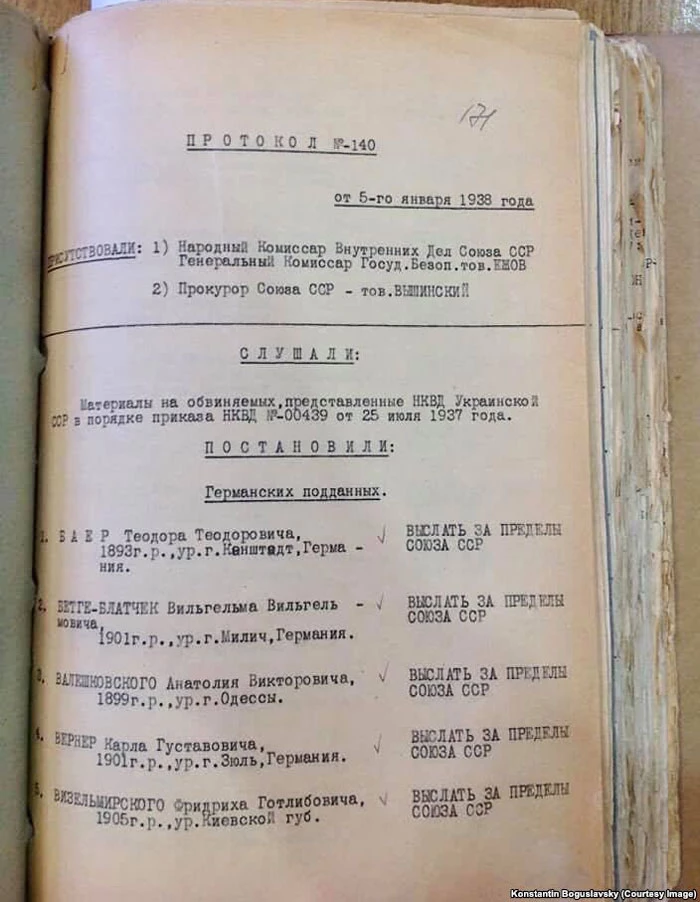 171
ПРОТОКОЛ №-140
от 5-го января 1938 года
ПРИСУТСТВОВАЛИ: 1) Народный Комиссар Внутренних Дел Союза ССР
Генеральный Комиссар Госуд.Безоп.тов.ЕЖОВ
2) Прокурор Союза ССР - тов.ВЫШИНСКИЙ
СЛУШАЛИ:
Материалы на обвиняемых,представленные НКВД Украинской
ССР в порядке приказа НКВД №-00439 от 25 июля 1937 года.
ПОСТАНОВИЛИ:
Германских подданных.
1. БАЕР Теодора Теодоровича, ✓ ВЫСЛАТЬ ЗА ПРЕДЕЛЫ
1893г.р.,ур.г.Канштадт,Герма - СОЮЗА ССР
ния.
2. БЕТГЕ-БЛАТЧЕК Вильгельма Вильгель - ✓ ВЫСЛАТЬ ЗА ПРЕДЕЛЫ
мовича, СОЮЗА ССР
1901г.р.,ур.г.Милич,Германия.
3. ВАЛЕШКОВСКОГО Анатолия Викторовича, ✓ ВЫСЛАТЬ ЗА ПРЕДЕЛЫ
1899г.р.,ур.г.Одессы. СОЮЗА ССР
4. ВЕРНЕР Карла Густавовича, ✓ ВЫСЛАТЬ ЗА ПРЕДЕЛЫ
1901г.р.,ур.г.Зюль,Германия. СОЮЗА ССР
5. ВИЗЕЛЬМИРСКОГО Фридриха Готлибовича, ✓ ВЫСЛАТЬ ЗА ПРЕДЕЛЫ
1905г.р.,ур.Киевской губ. СОЮЗА ССР
Konstantin Boguslavsky (Courtesy Image)